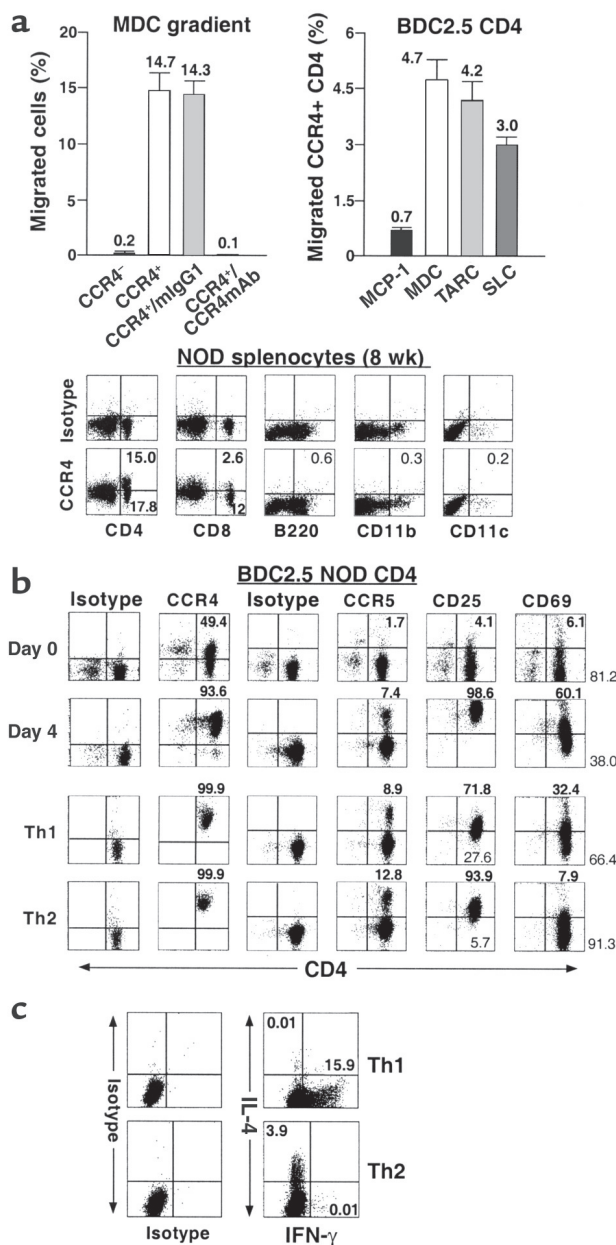 a
MDC gradient
BDC2.5 CD4
Migrated cells (%)
20
15
10
5
0
0.2
14.7
14.3
0.1
CCR4⁻
CCR4⁺
CCR4⁺/mIgG1
CCR4⁺/
CCR4mAb
Migrated CCR4+ CD4 (%)
6
4.5
3
1.5
0
0.7
4.7
4.2
3.0
MCP-1
MDC
TARC
SLC
NOD splenocytes (8 wk)
Isotype
CCR4
15.0
17.8
2.6
12
0.6
0.3
0.2
CD4 CD8 B220 CD11b CD11c
b
BDC2.5 NOD CD4
Isotype CCR4 Isotype CCR5 CD25 CD69
Day 0
49.4 1.7 4.1 6.1
81.2
Day 4
93.6 7.4 98.6 60.1
38.0
Th1
99.9 8.9 71.8 32.4
27.6 66.4
Th2
99.9 12.8 93.9 7.9
5.7 91.3
CD4
c
Isotype
IL-4
0.01
15.9
Th1
3.9
0.01
Th2
Isotype
IFN-γ